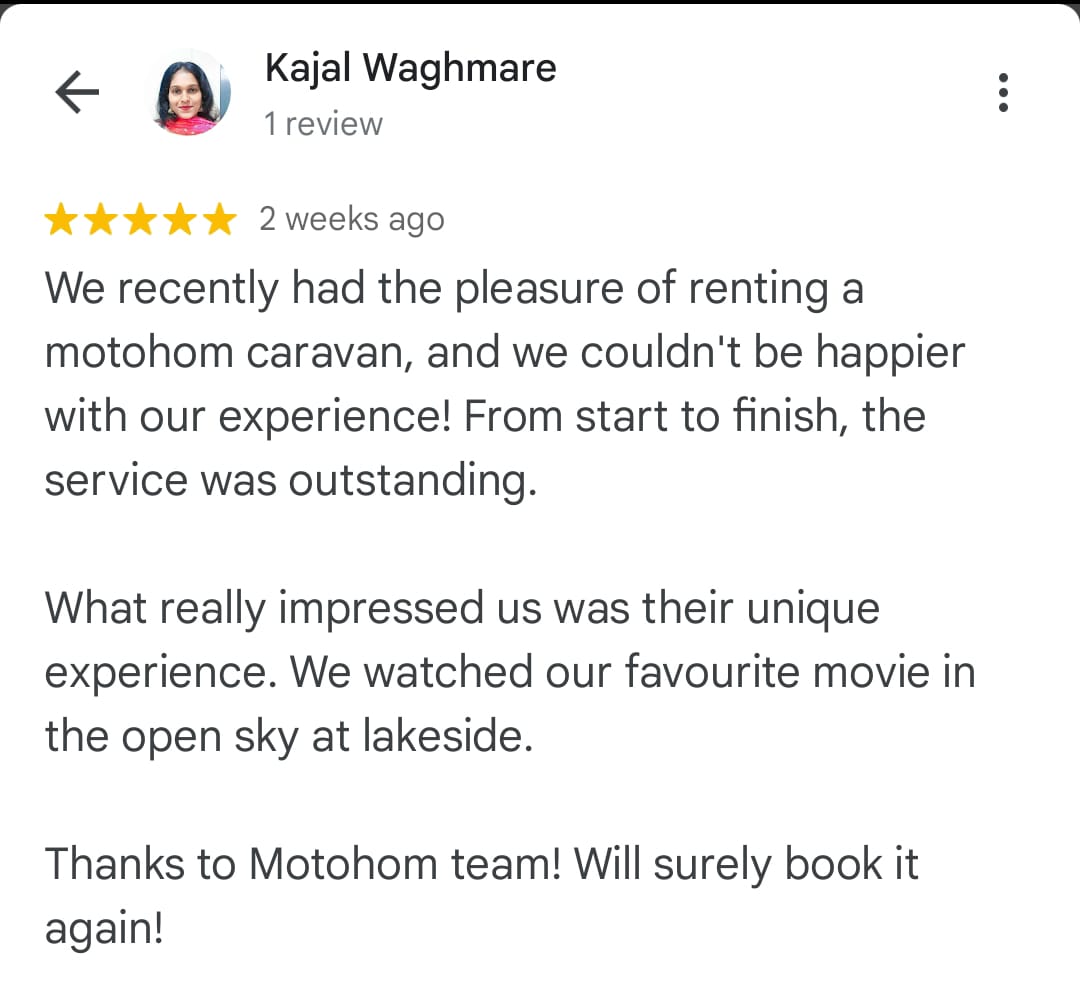 Kajal Waghmare
1 review
2 weeks ago
We recently had the pleasure of renting a
motohom caravan, and we couldn't be happier
with our experience! From start to finish, the
service was outstanding.
What really impressed us was their unique
experience. We watched our favourite movie in
the open sky at lakeside.
Thanks to Motohom team! Will surely book it
again!